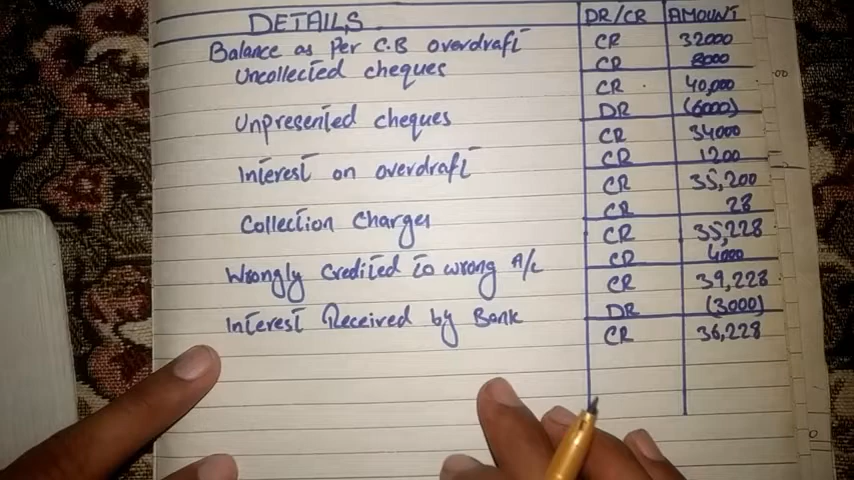 DETAILS DR/CR AMOUNT
Balance as Per C.B overdraft CR 32000
Uncollected cheques CR 8000
CR 40,000
Unpresented cheques DR (6000)
CR 34000
Interest on overdraft CR 1200
CR 35,200
Collection Charges CR 28
CR 35,228
Wrongly Credited to wrong A/c CR 4000
CR 39,228
Interest Received by Bank DR (3000)
CR 36,228